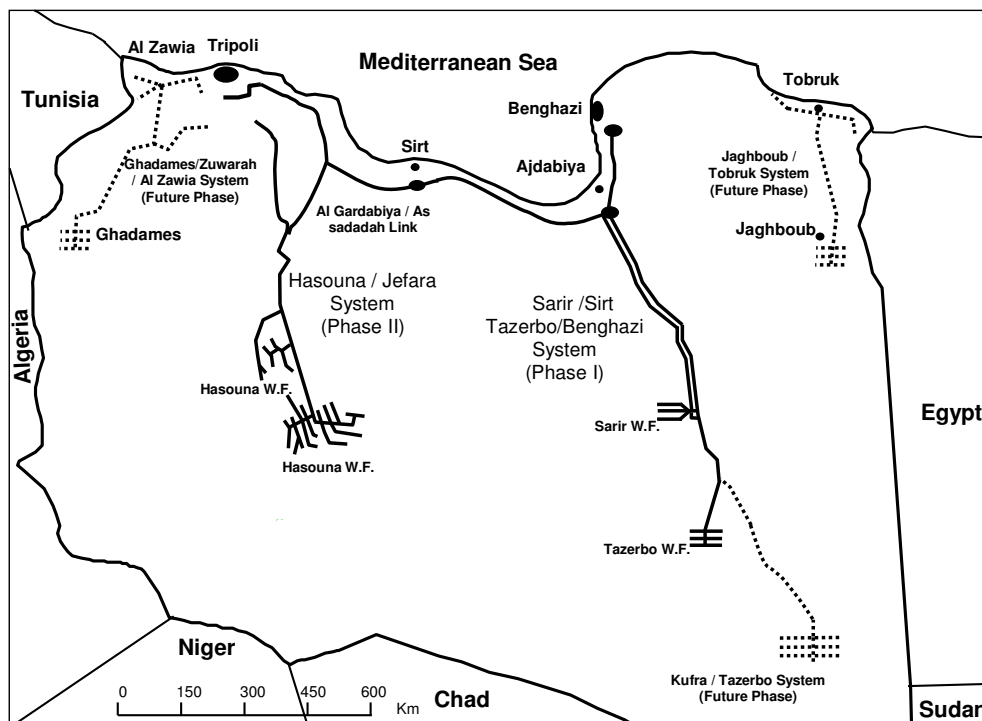 Al Zawia
Tripoli
Mediterranean Sea
Tobruk
Tunisia
Benghazi
Sirt
Ajdabiya
Jaghboub /
Tobruk System
(Future Phase)
Ghadames/Zuwarah
/ Al Zawia System
(Future Phase)
Al Gardabiya / As
sadadah Link
Ghadames
Jaghboub
Hasouna / Jefara
System
(Phase II)
Sarir /Sirt
Tazerbo/Benghazi
System
(Phase I)
Algeria
Hasouna W.F.
Egypt
Sarir W.F.
Hasouna W.F.
Tazerbo W.F.
Niger
Kufra / Tazerbo System
(Future Phase)
Chad
Sudan
0 150 300 450 600
Km